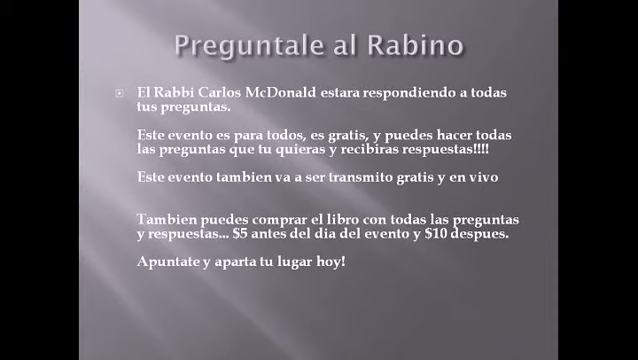 Preguntale al Rabino
El Rabbi Carlos McDonald estara respondiendo a todas
tus preguntas.
Este evento es para todos, es gratis, y puedes hacer todas
las preguntas que tu quieras y recibiras respuestas!!!!
Este evento tambien va a ser transmito gratis y en vivo
Tambien puedes comprar el libro con todas las preguntas
y respuestas... $5 antes del dia del evento y $10 despues.
Apuntate y aparta tu lugar hoy!